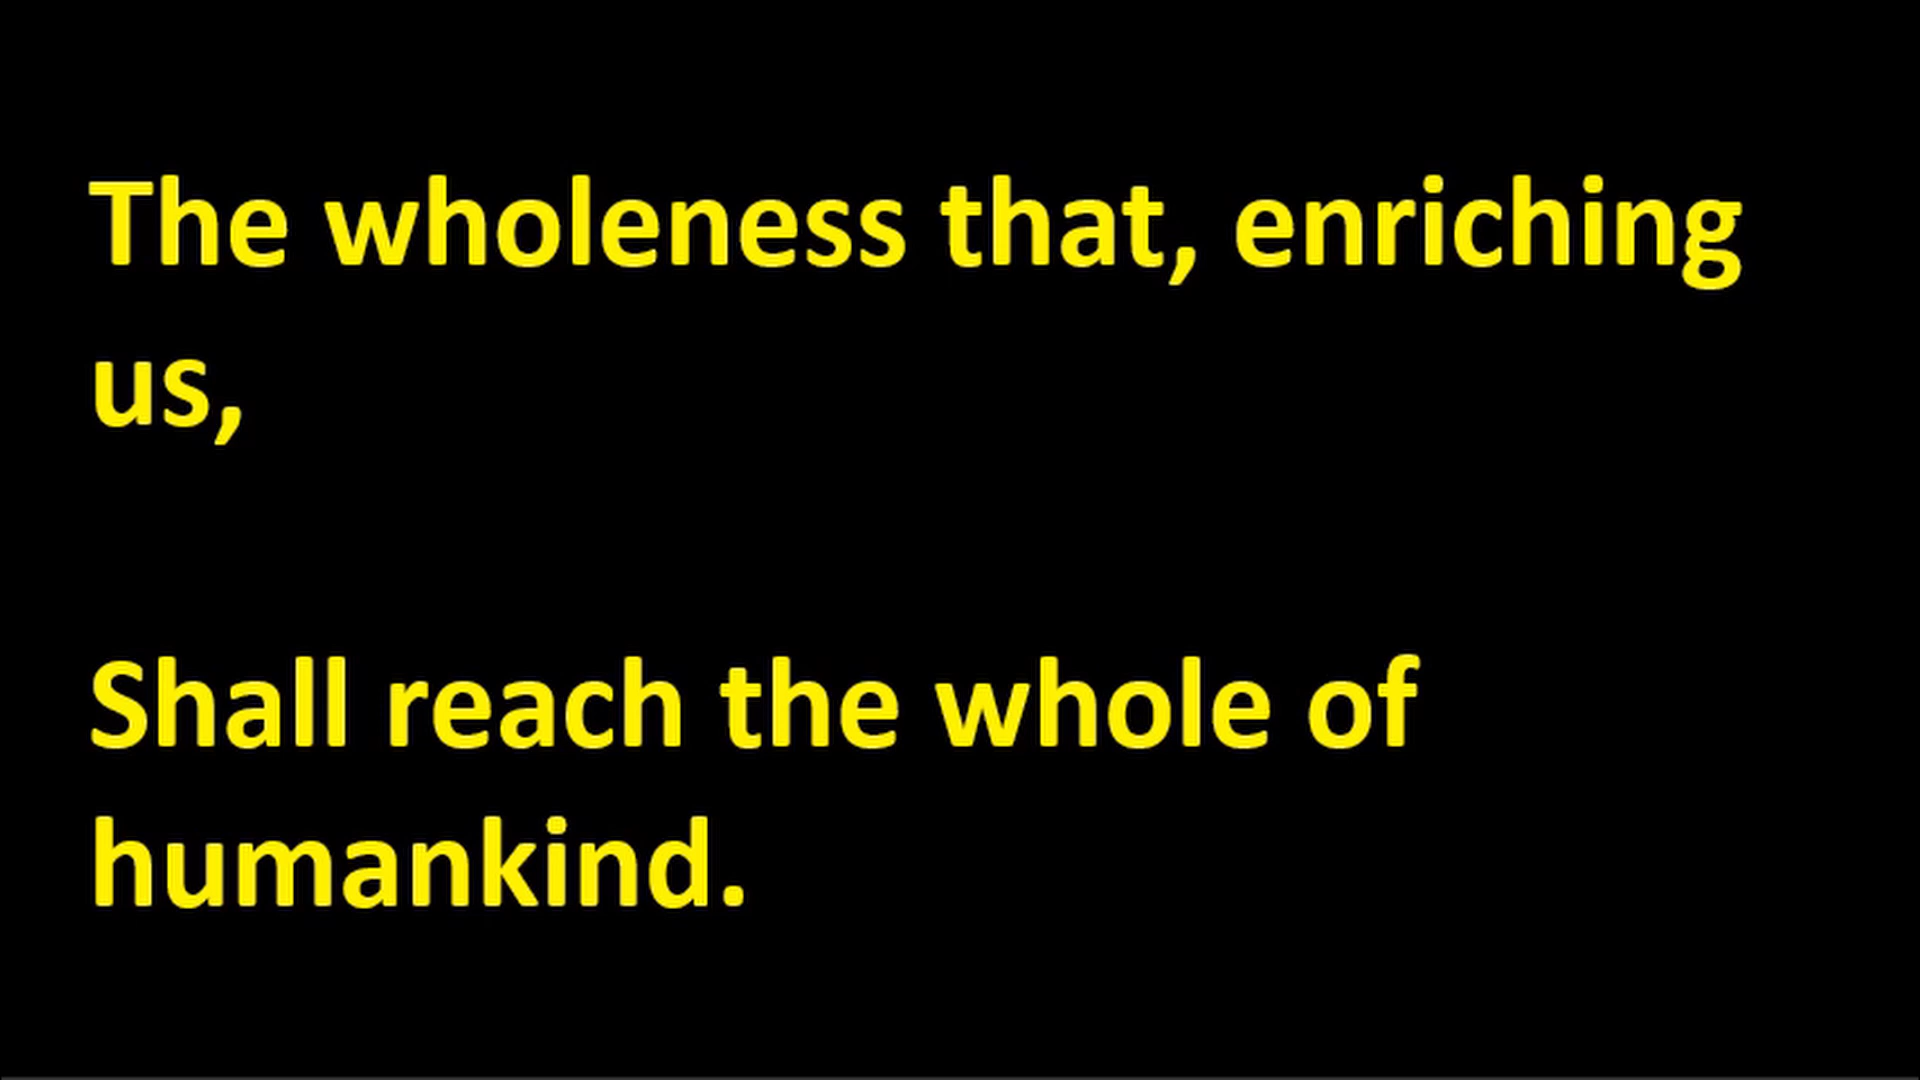 The wholeness that, enriching
us,
Shall reach the whole of
humankind.